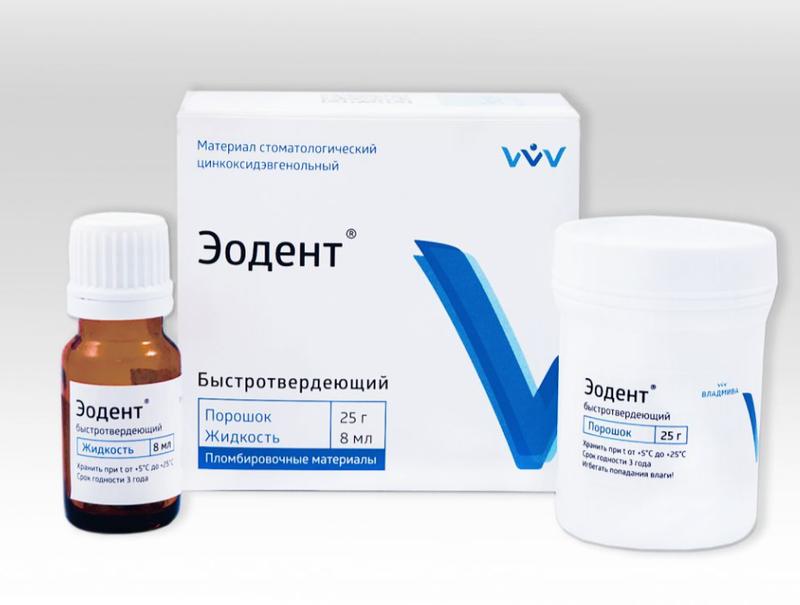 Материал стоматологический
цинкоксидэвгенольный
VVV
Эодент®
Быстротвердеющий
Порошок 25 г
Жидкость 8 мл
Пломбировочные материалы
Эодент®
быстротвердеющий
Жидкость 8 мл
Хранить при t от +5°C до +25°C
Срок годности 3 года
VVV
ВЛАДМИВА
Эодент®
быстротвердеющий
Порошок 25 г
Хранить при t от +5°C до +25°C
Срок годности 3 года
Избегать попадания влаги!